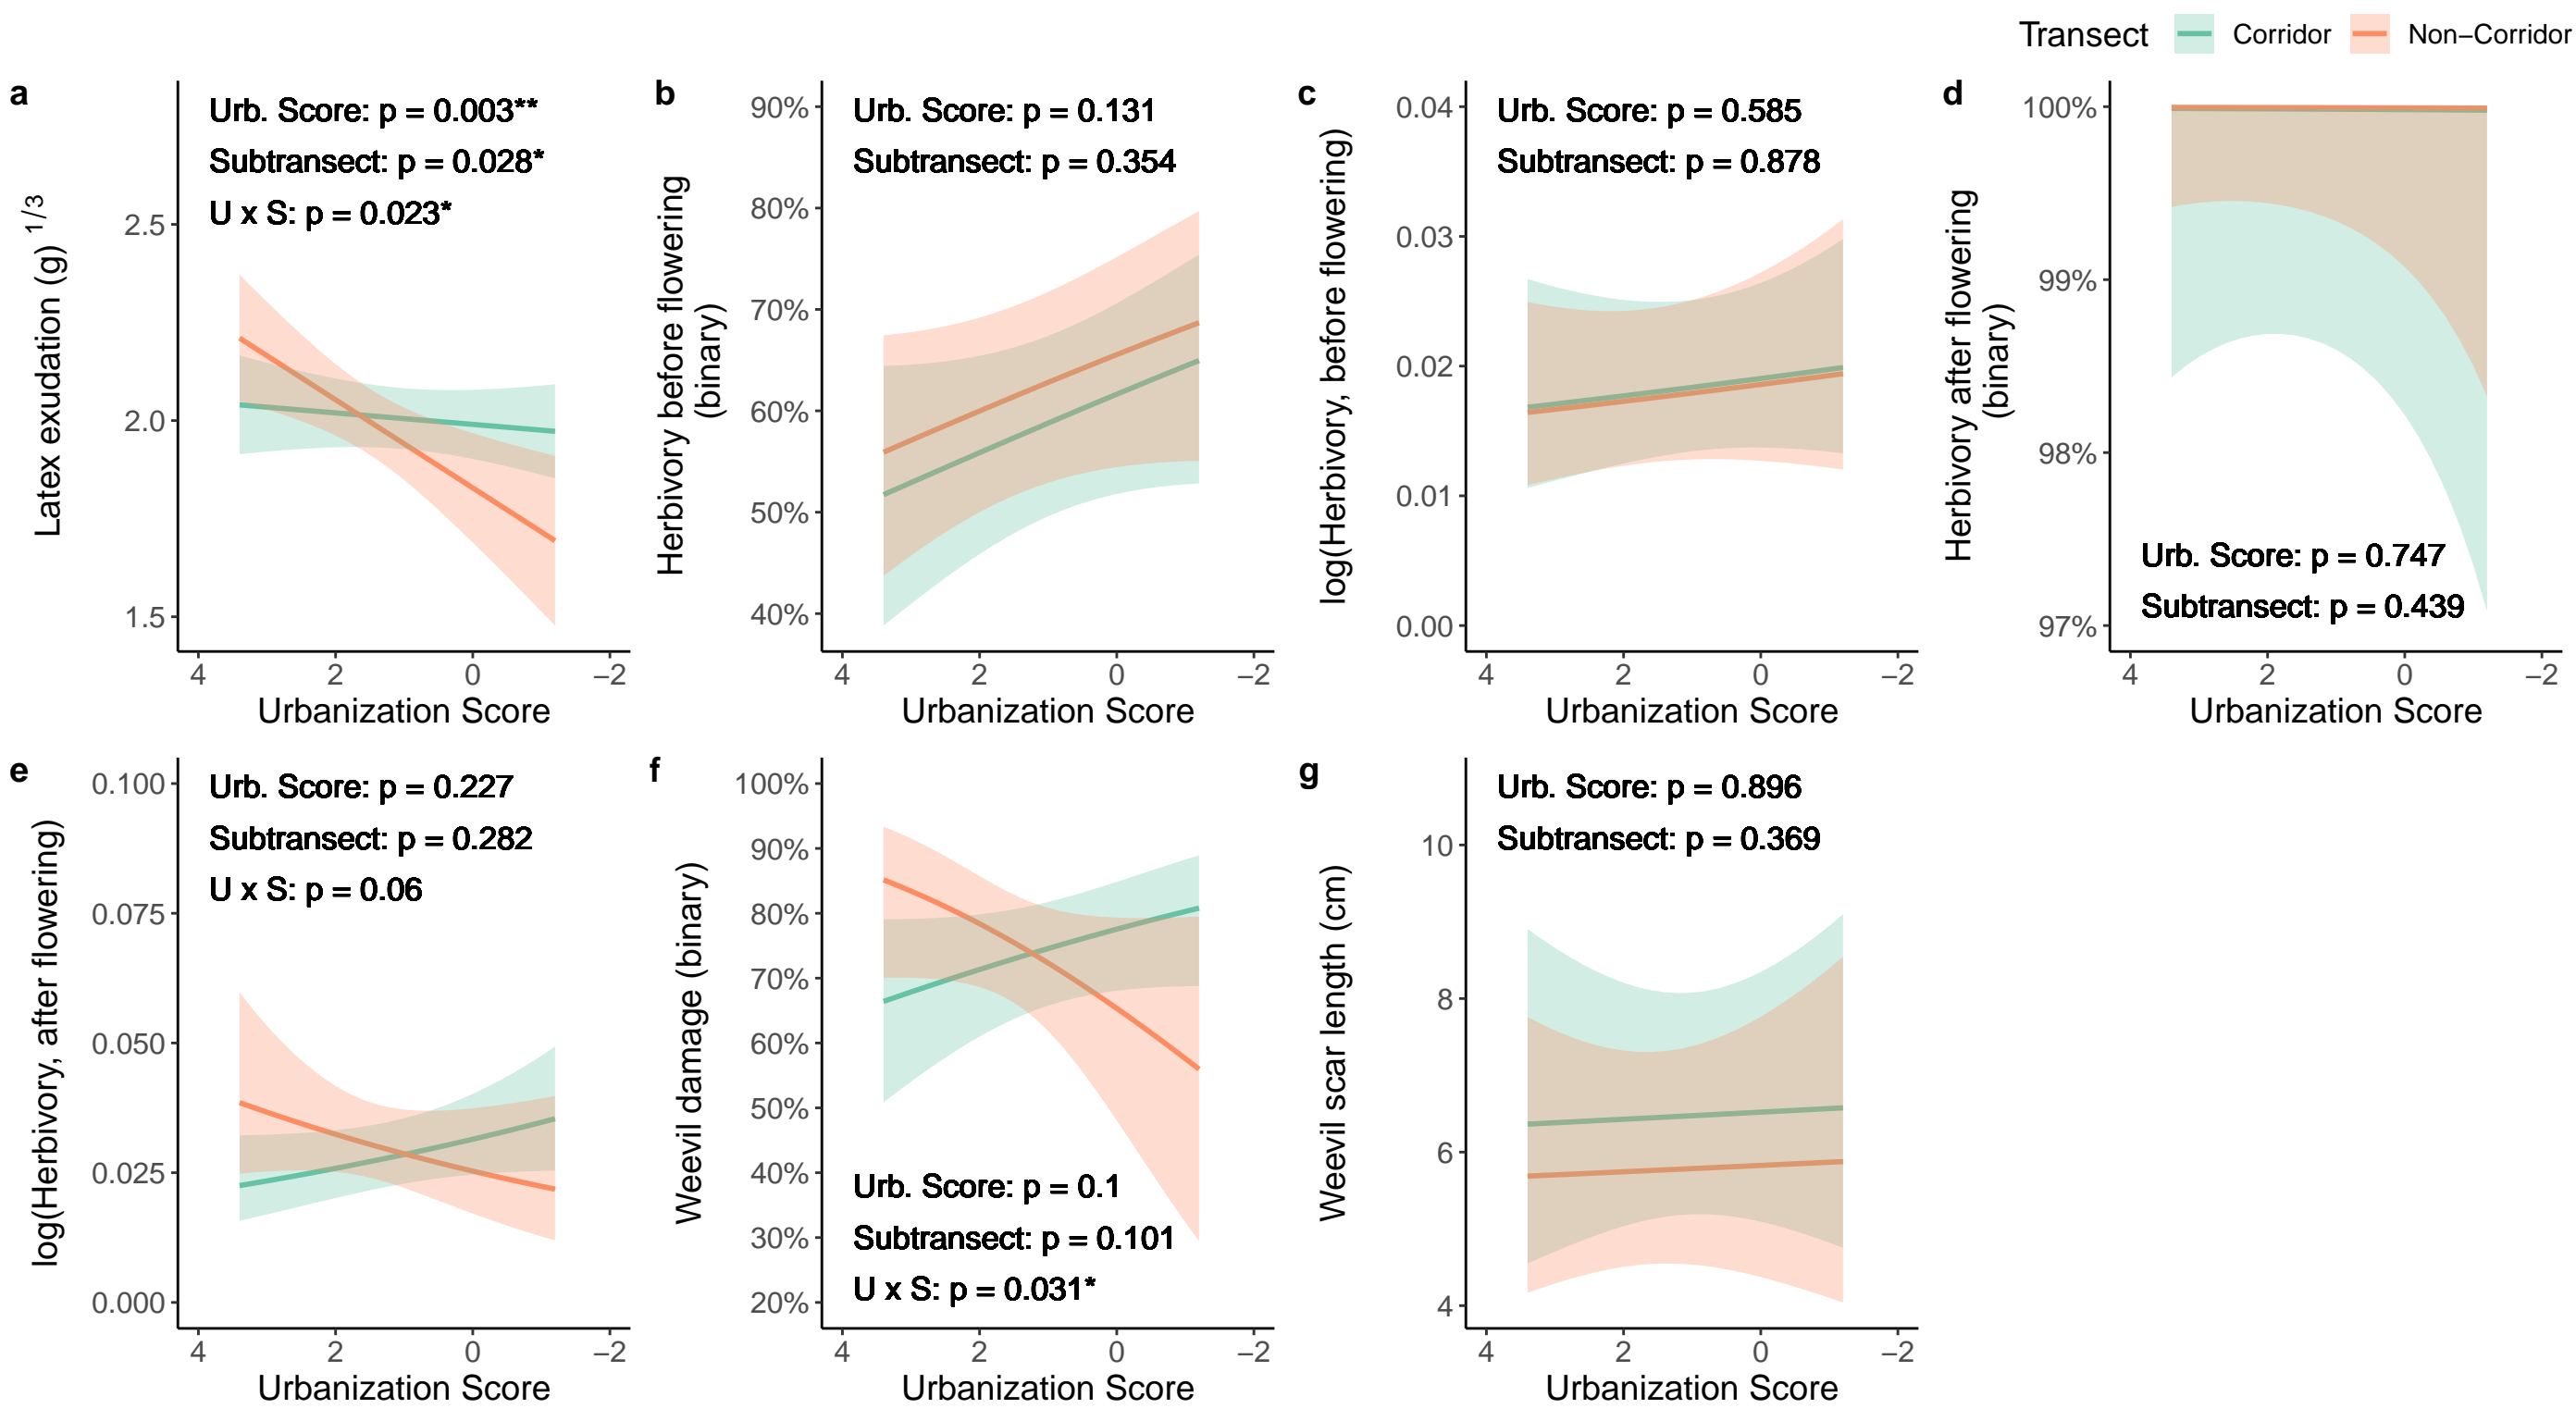 Transect Corridor Non−Corridor
a
Urb. Score: p = 0.003**
Subtransect: p = 0.028*
U x S: p = 0.023*
Latex exudation (g) 1/3
2.5
2.0
1.5
4 2 0 −2
Urbanization Score
b
Urb. Score: p = 0.131
Subtransect: p = 0.354
Herbivory before flowering
(binary)
90%
80%
70%
60%
50%
40%
4 2 0 −2
Urbanization Score
c
Urb. Score: p = 0.585
Subtransect: p = 0.878
log(Herbivory, before flowering)
0.04
0.03
0.02
0.01
0.00
4 2 0 −2
Urbanization Score
d
Herbivory after flowering
(binary)
100%
99%
98%
97%
Urb. Score: p = 0.747
Subtransect: p = 0.439
4 2 0 −2
Urbanization Score
e
Urb. Score: p = 0.227
Subtransect: p = 0.282
U x S: p = 0.06
log(Herbivory, after flowering)
0.100
0.075
0.050
0.025
0.000
4 2 0 −2
Urbanization Score
f
Weevil damage (binary)
100%
90%
80%
70%
60%
50%
40%
30%
20%
Urb. Score: p = 0.1
Subtransect: p = 0.101
U x S: p = 0.031*
4 2 0 −2
Urbanization Score
g
Urb. Score: p = 0.896
Subtransect: p = 0.369
Weevil scar length (cm)
10
8
6
4
4 2 0 −2
Urbanization Score